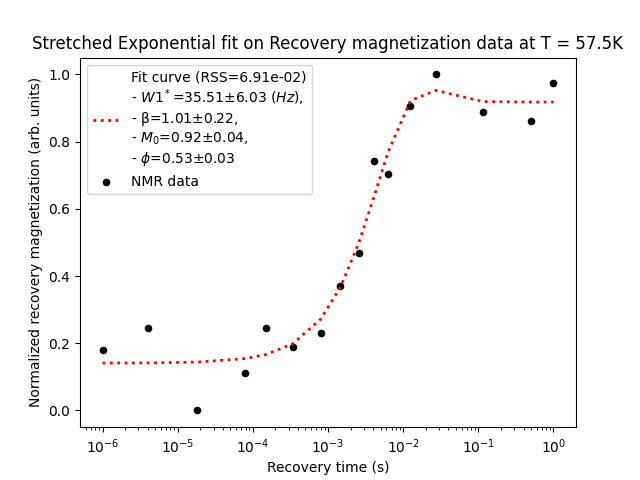 Stretched Exponential fit on Recovery magnetization data at T = 57.5K
Fit curve (RSS=6.91e-02)
- W1*=35.51±6.03 (Hz),
- β=1.01±0.22,
- M₀=0.92±0.04,
- ϕ=0.53±0.03
NMR data
Normalized recovery magnetization (arb. units)
1.0
0.8
0.6
0.4
0.2
0.0
10⁻⁶ 10⁻⁵ 10⁻⁴ 10⁻³ 10⁻² 10⁻¹ 10⁰
Recovery time (s)